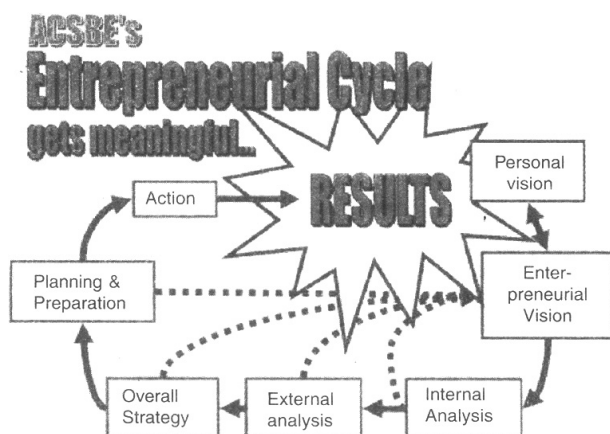 ACSBE's
Entrepreneurial Cycle
gets meaningful...
RESULTS
Personal
vision
Action
Planning &
Preparation
Enter-
preneurial
Vision
Overall
Strategy
External
analysis
Internal
Analysis